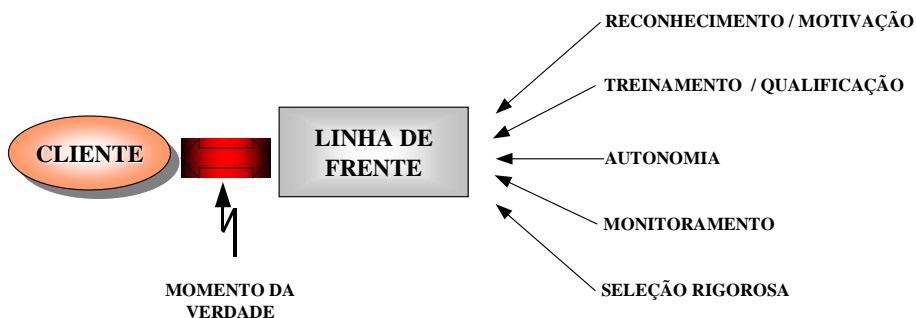 RECONHECIMENTO / MOTIVAÇÃO
TREINAMENTO / QUALIFICAÇÃO
CLIENTE
LINHA DE
FRENTE
AUTONOMIA
MONITORAMENTO
MOMENTO DA
VERDADE
SELEÇÃO RIGOROSA